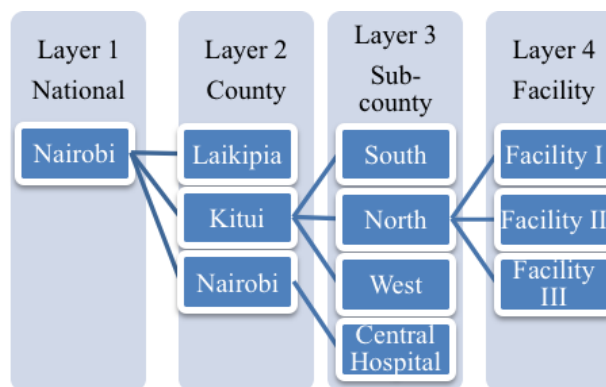 Layer 1
National
Nairobi
Layer 2
County
Laikipia
Kitui
Nairobi
Layer 3
Sub-
county
South
North
West
Central
Hospital
Layer 4
Facility
Facility I
Facility II
Facility
III